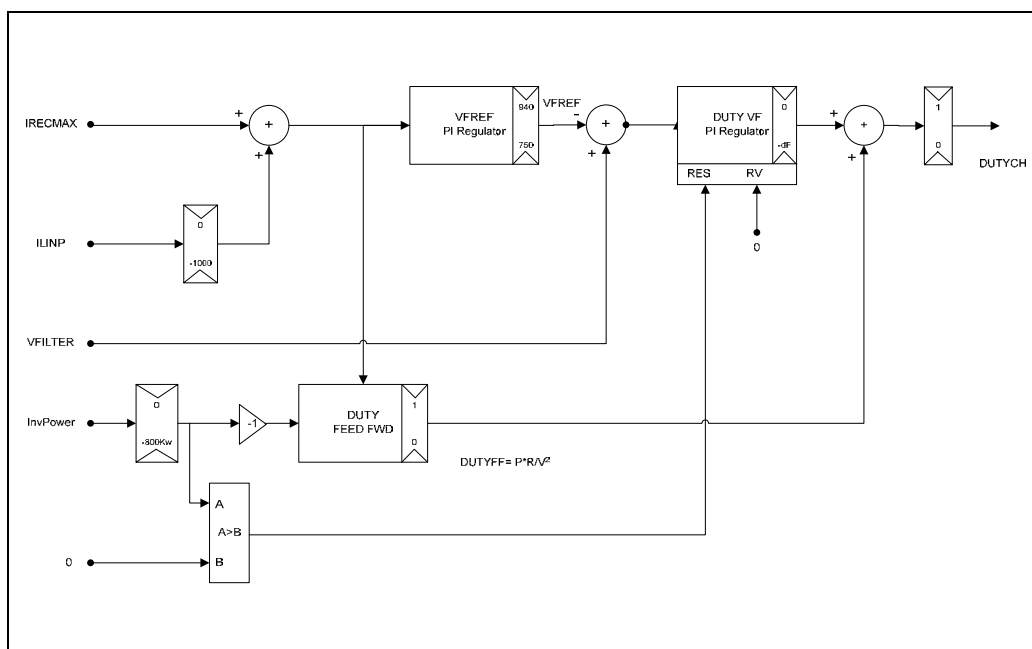 IRECMAX
+
+
+
VFREF
PI Regulator
940
750
VFREF
-
+
+
DUTY VF
PI Regulator
0
-dF
RES
RV
+
+
+
1
0
DUTYCH
ILINP
0
-1000
0
VFILTER
InvPower
0
-800Kw
-1
DUTY
FEED FWD
1
0
DUTYFF= P*R/V²
A
A>B
B
0